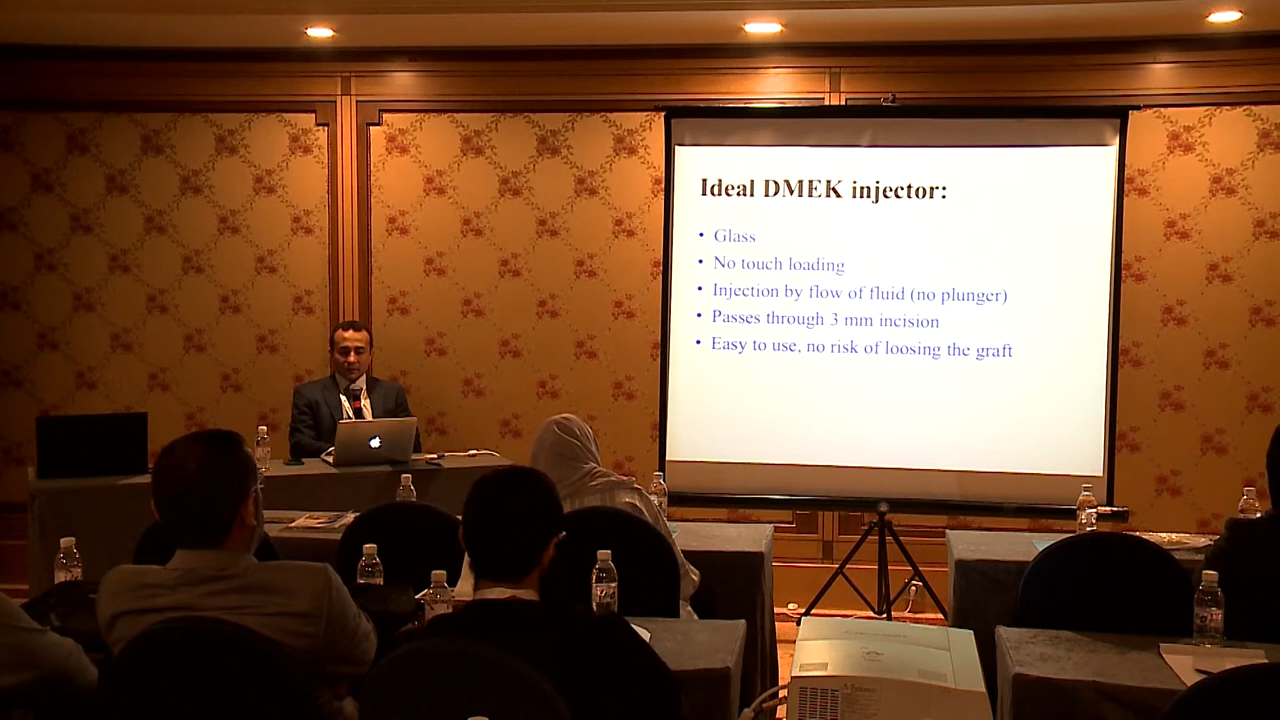 Ideal DMEK injector:
• Glass
• No touch loading
• Injection by flow of fluid (no plunger)
• Passes through 3 mm incision
• Easy to use, no risk of loosing the graft